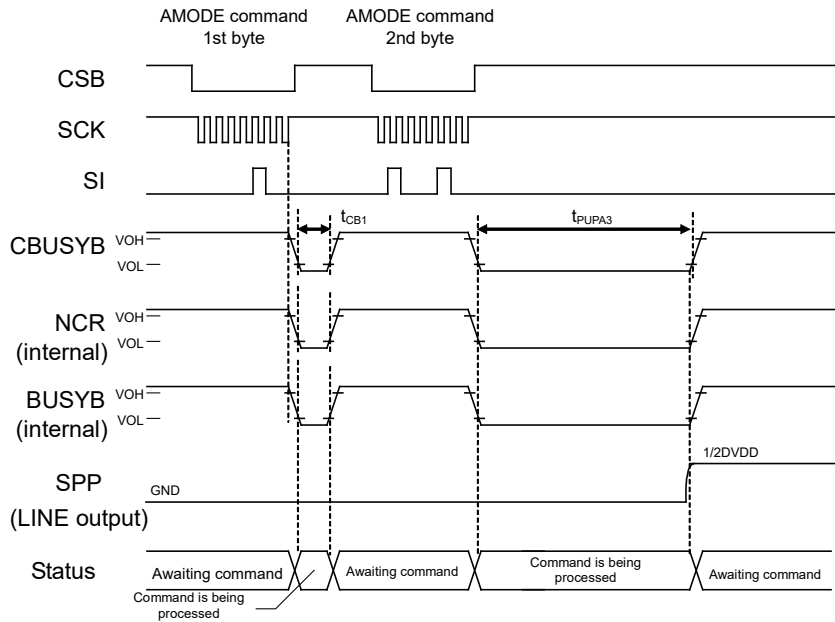 AMODE command
1st byte
AMODE command
2nd byte
CSB
SCK
SI
tCB1
tPUPA3
CBUSYB
VOH
VOL
NCR
(internal)
VOH
VOL
BUSYB
(internal)
VOH
VOL
SPP
(LINE output)
GND
1/2DVDD
Status
Awaiting command
Command is being
processed
Awaiting command
Command is being
processed
Awaiting command